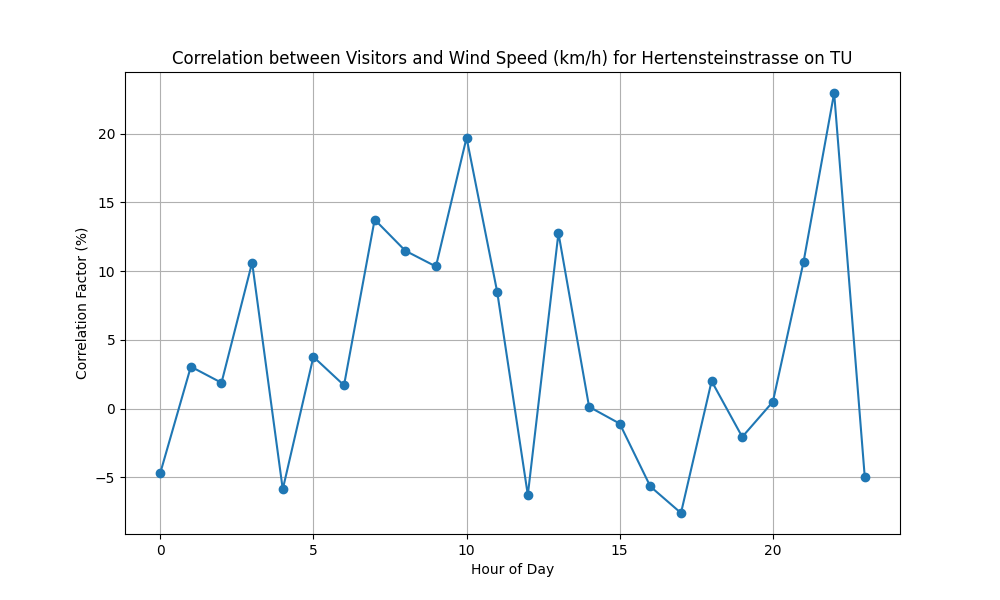 Correlation between Visitors and Wind Speed (km/h) for Hertensteinstrasse on TU
Correlation Factor (%)
20
15
10
5
0
−5
0 5 10 15 20
Hour of Day